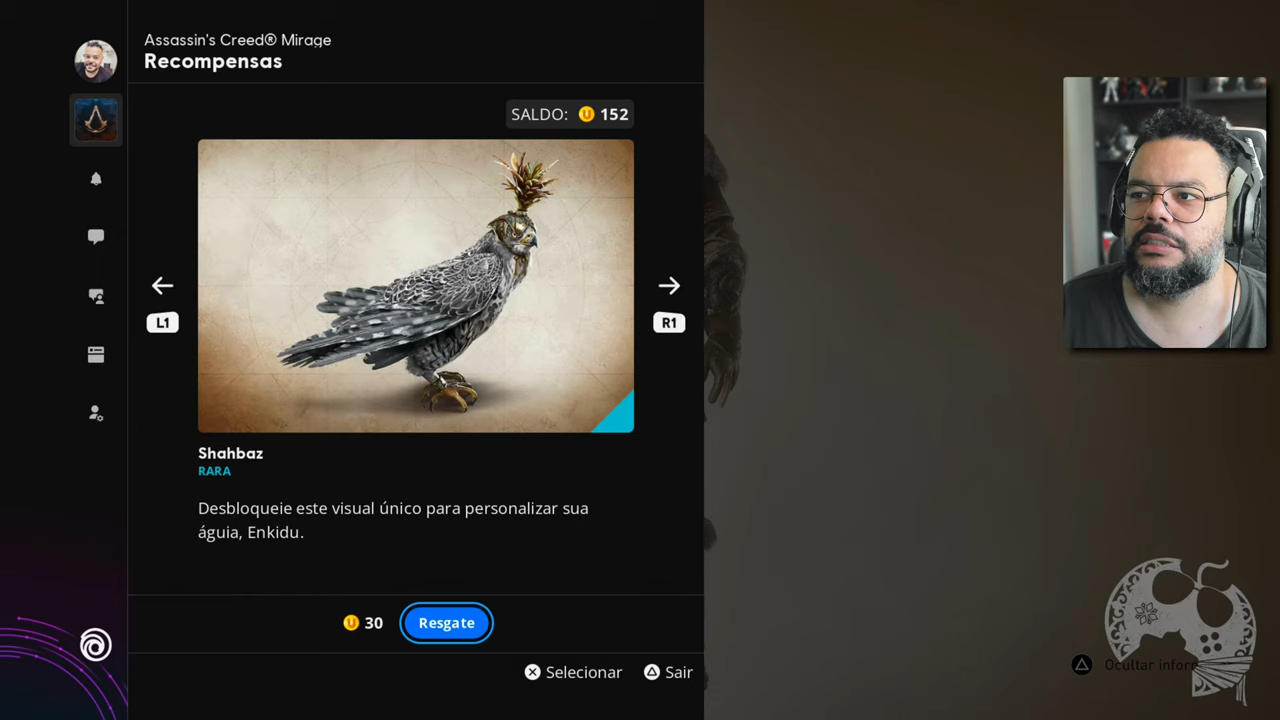 Assassin's Creed® Mirage
Recompensas
SALDO: 152
L1
R1
Shahbaz
RARA
Desbloqueie este visual único para personalizar sua
águia, Enkidu.
30 Resgate
Selecionar Sair
Ocultar